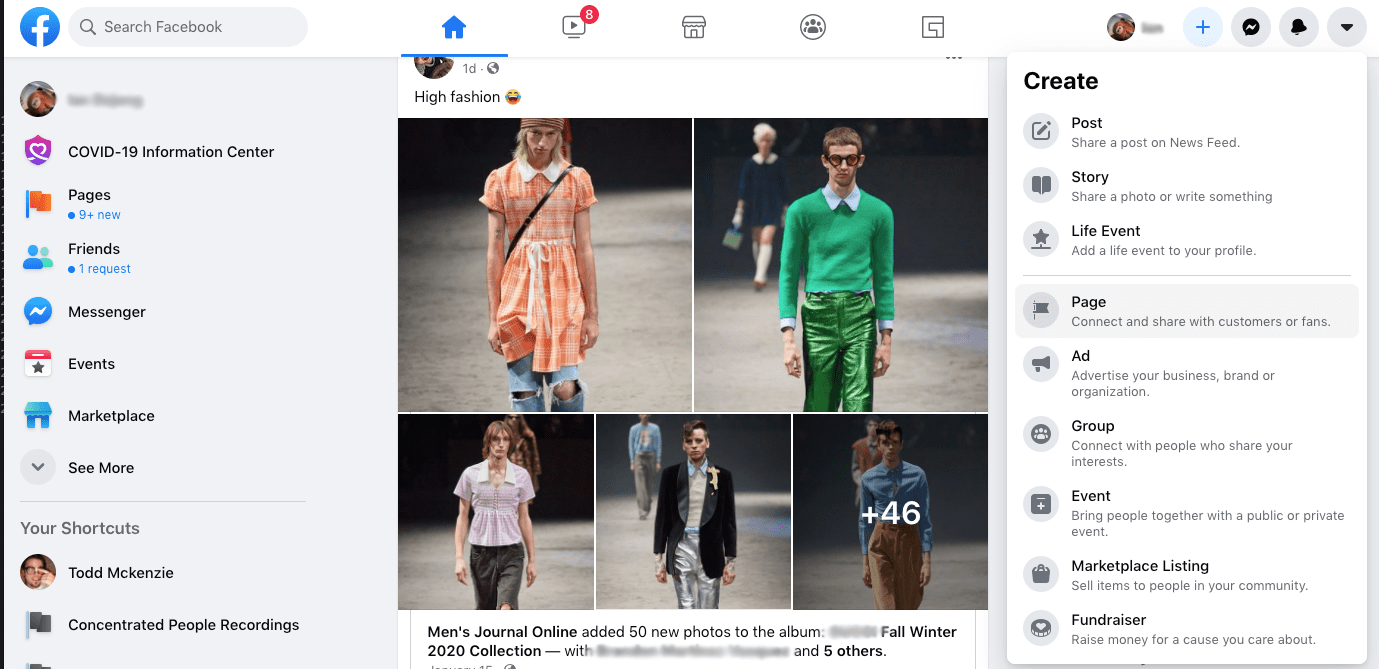 Search Facebook
8
COVID-19 Information Center
Pages
9+ new
Friends
1 request
Messenger
Events
Marketplace
See More
Your Shortcuts
Todd Mckenzie
Concentrated People Recordings
1d ·
High fashion 😂
+46
Men's Journal Online added 50 new photos to the album: Fall Winter
2020 Collection — with and 5 others.
January 15 ·
Create
Post
Share a post on News Feed.
Story
Share a photo or write something
Life Event
Add a life event to your profile.
Page
Connect and share with customers or fans.
Ad
Advertise your business, brand or
organization.
Group
Connect with people who share your
interests.
Event
Bring people together with a public or private
event.
Marketplace Listing
Sell items to people in your community.
Fundraiser
Raise money for a cause you care about.